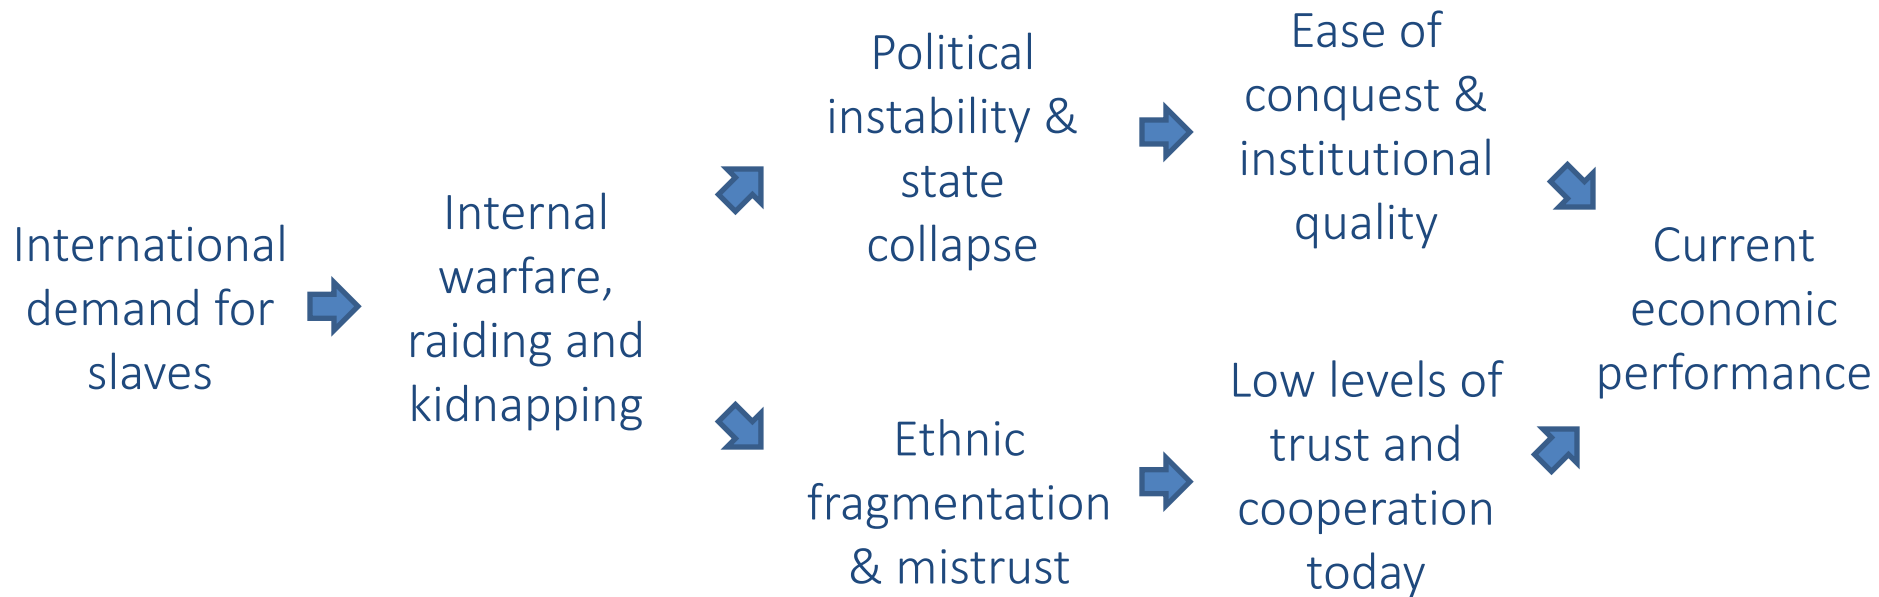 International
demand for
slaves
Internal
warfare,
raiding and
kidnapping
Political
instability &
state
collapse
Ease of
conquest &
institutional
quality
Ethnic
fragmentation
& mistrust
Low levels of
trust and
cooperation
today
Current
economic
performance